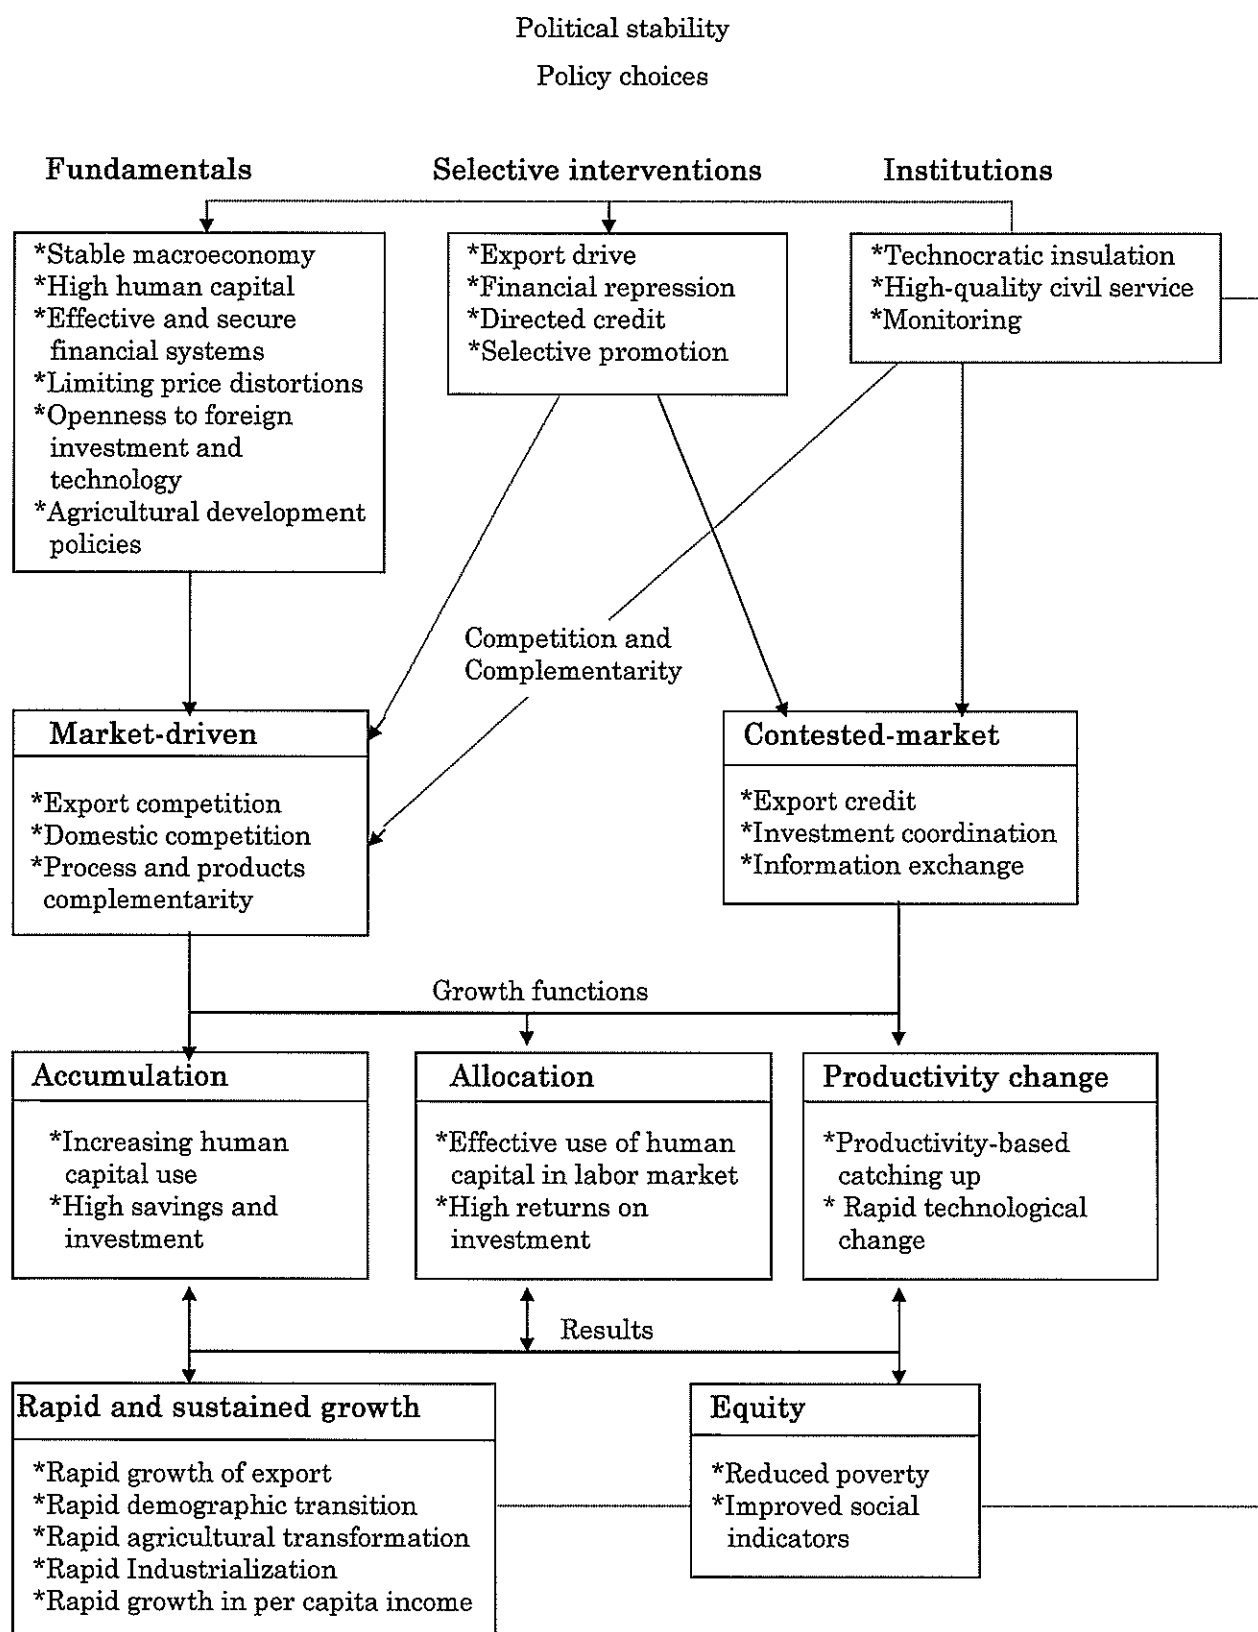 Political stability
Policy choices
Fundamentals
Selective interventions
Institutions
*Stable macroeconomy
*High human capital
*Effective and secure
financial systems
*Limiting price distortions
*Openness to foreign
investment and
technology
*Agricultural development
policies
*Export drive
*Financial repression
*Directed credit
*Selective promotion
*Technocratic insulation
*High-quality civil service
*Monitoring
Competition and
Complementarity
Market-driven
*Export competition
*Domestic competition
*Process and products
complementarity
Contested-market
*Export credit
*Investment coordination
*Information exchange
Growth functions
Accumulation
*Increasing human
capital use
*High savings and
investment
Allocation
*Effective use of human
capital in labor market
*High returns on
investment
Productivity change
*Productivity-based
catching up
* Rapid technological
change
Results
Rapid and sustained growth
*Rapid growth of export
*Rapid demographic transition
*Rapid agricultural transformation
*Rapid Industrialization
*Rapid growth in per capita income
Equity
*Reduced poverty
*Improved social
indicators